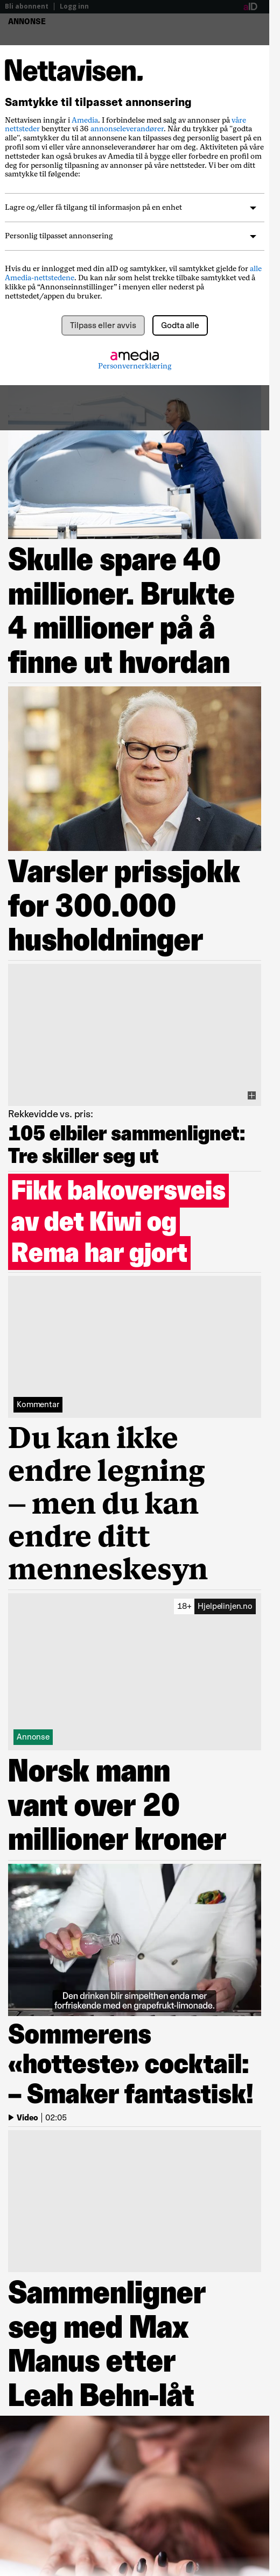 Bli abonnent | Logg inn
aID
ANNONSE
Nettavisen.
Samtykke til tilpasset annonsering
Nettavisen inngår i Amedia. I forbindelse med salg av annonser på våre
nettsteder benytter vi 36 annonseleverandører. Når du trykker på "godta
alle", samtykker du til at annonsene kan tilpasses deg personlig basert på en
profil som vi eller våre annonseleverandører har om deg. Aktiviteten på våre
nettsteder kan også brukes av Amedia til å bygge eller forbedre en profil om
deg for personlig tilpasning av annonser på våre nettsteder. Vi ber om ditt
samtykke til følgende:
Lagre og/eller få tilgang til informasjon på en enhet
Personlig tilpasset annonsering
Hvis du er innlogget med din aID og samtykker, vil samtykket gjelde for alle
Amedia-nettstedene. Du kan når som helst trekke tilbake samtykket ved å
klikke på “Annonseinnstillinger” i menyen eller nederst på
nettstedet/appen du bruker.
Tilpass eller avvis
Godta alle
amedia
Personvernerklæring
Skulle spare 40
millioner. Brukte
4 millioner på å
finne ut hvordan
Varsler prissjokk
for 300.000
husholdninger
Rekkevidde vs. pris:
105 elbiler sammenlignet:
Tre skiller seg ut
Fikk bakoversveis
av det Kiwi og
Rema har gjort
Kommentar
Du kan ikke
endre legning
– men du kan
endre ditt
menneskesyn
18+ Hjelpelinjen.no
Annonse
Norsk mann
vant over 20
millioner kroner
Den drinken blir simpelthen enda mer
forfriskende med en grapefrukt-limonade.
Sommerens
«hotteste» cocktail:
– Smaker fantastisk!
Video | 02:05
Sammenligner
seg med Max
Manus etter
Leah Behn-låt